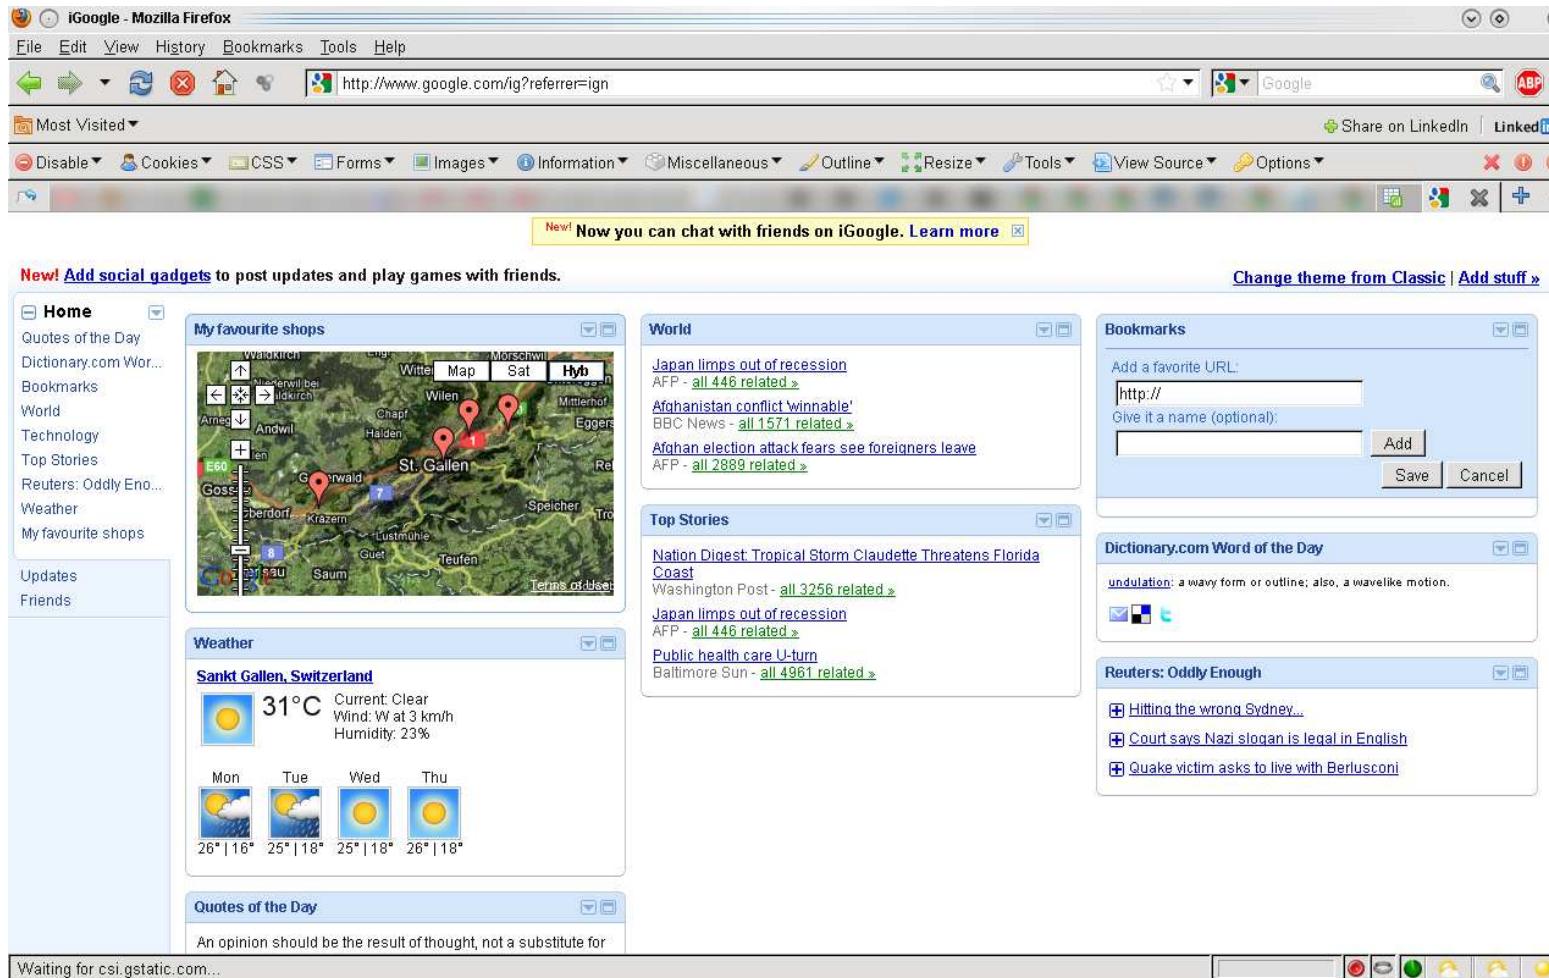 iGoogle - Mozilla Firefox
File Edit View History Bookmarks Tools Help
http://www.google.com/ig?referrer=ign
Google
ABP
Most Visited
Share on LinkedIn
Linked in
Disable Cookies CSS Forms Images Information Miscellaneous Outline Resize Tools View Source Options
New! Now you can chat with friends on iGoogle. Learn more
New! Add social gadgets to post updates and play games with friends.
Change theme from Classic | Add stuff »
Home
Quotes of the Day
Dictionary.com Wor...
Bookmarks
World
Technology
Top Stories
Reuters: Oddly Eno...
Weather
My favourite shops
Updates
Friends
My favourite shops
Waldkirch
Map Sat Hyb
Niederwil bei
Wilen
Mittlerhof
Chapf
Andwil
Halden
1
E60
St. Gallen
7
Speicher
Kräzern
Lustmühle
8
Guet
Teufen
Saum
Google
Terms of Use
Weather
Sankt Gallen, Switzerland
31°C
Current: Clear
Wind: W at 3 km/h
Humidity: 23%
Mon Tue Wed Thu
26° | 16° 25° | 18° 25° | 18° 26° | 18°
Quotes of the Day
An opinion should be the result of thought, not a substitute for
World
Japan limps out of recession
AFP - all 446 related »
Afghanistan conflict 'winnable'
BBC News - all 1571 related »
Afghan election attack fears see foreigners leave
AFP - all 2889 related »
Top Stories
Nation Digest: Tropical Storm Claudette Threatens Florida
Coast
Washington Post - all 3256 related »
Japan limps out of recession
AFP - all 446 related »
Public health care U-turn
Baltimore Sun - all 4961 related »
Bookmarks
Add a favorite URL:
http://
Give it a name (optional):
Add
Save Cancel
Dictionary.com Word of the Day
undulation: a wavy form or outline; also, a wavelike motion.
Reuters: Oddly Enough
Hitting the wrong Sydney...
Court says Nazi slogan is legal in English
Quake victim asks to live with Berlusconi
Waiting for csi.gstatic.com...